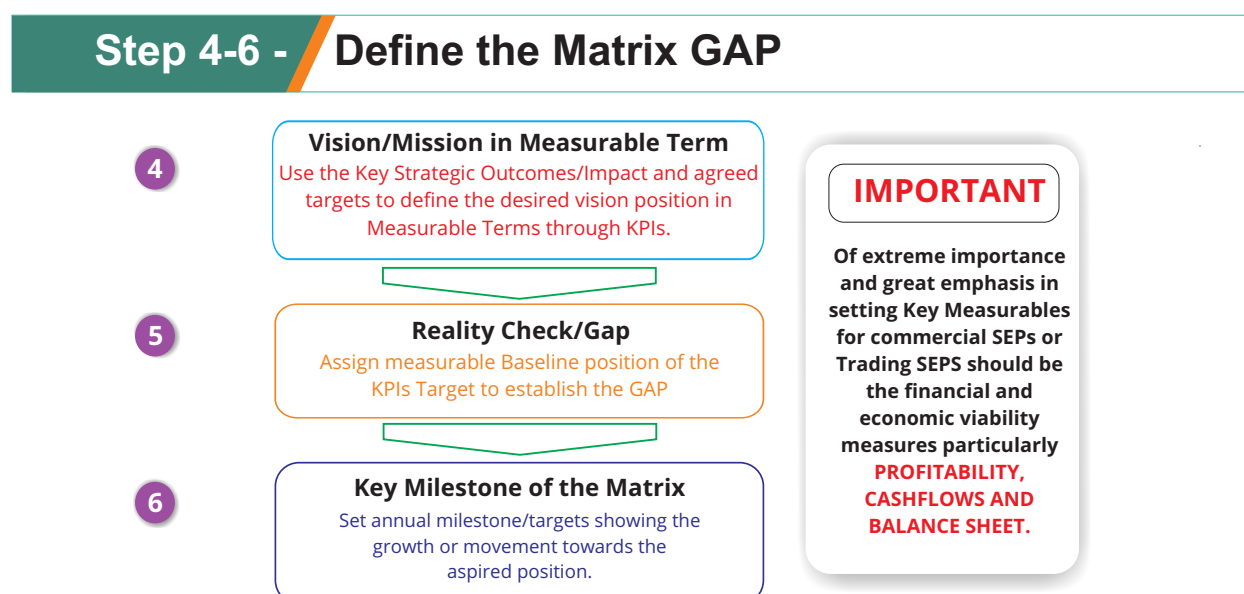 Step 4-6 - Define the Matrix GAP
4
Vision/Mission in Measurable Term
Use the Key Strategic Outcomes/Impact and agreed
targets to define the desired vision position in
Measurable Terms through KPIs.
5
Reality Check/Gap
Assign measurable Baseline position of the
KPIs Target to establish the GAP
6
Key Milestone of the Matrix
Set annual milestone/targets showing the
growth or movement towards the
aspired position.
IMPORTANT
Of extreme importance
and great emphasis in
setting Key Measurables
for commercial SEPs or
Trading SEPS should be
the financial and
economic viability
measures particularly
PROFITABILITY,
CASHFLOWS AND
BALANCE SHEET.